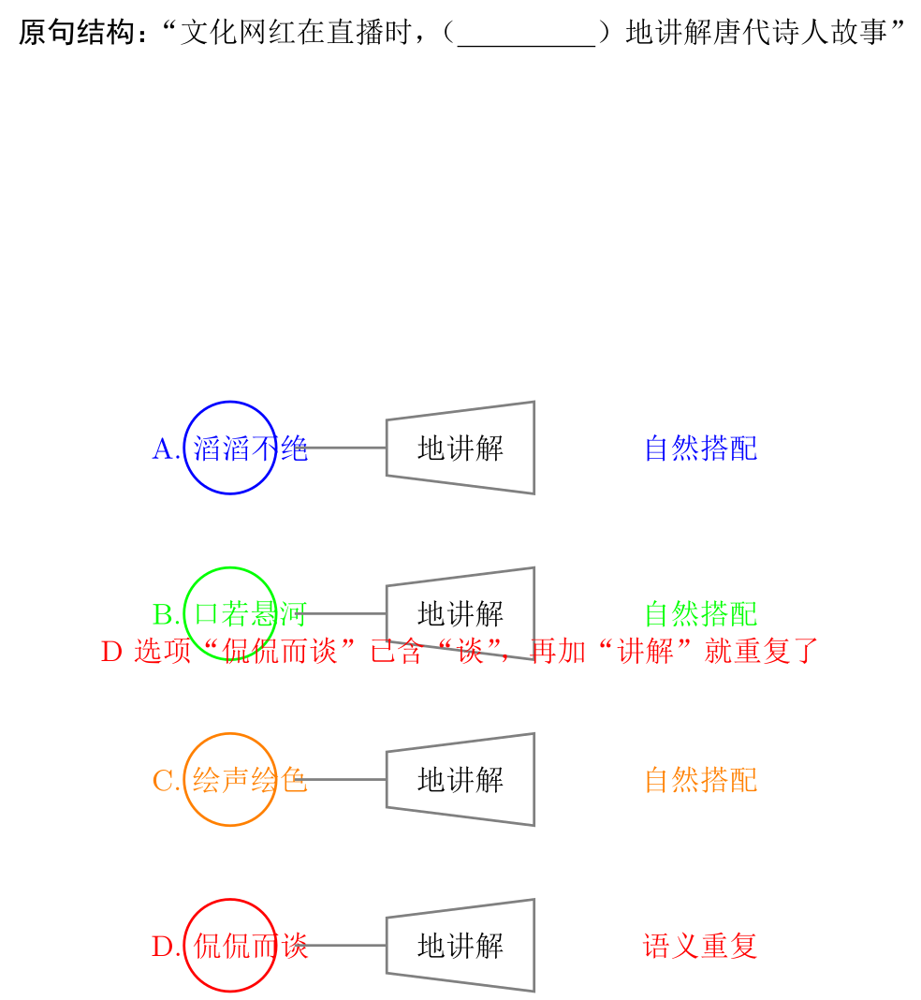 原句结构：“文化网红在直播时，（_________）地讲解唐代诗人故事”
A. 滔滔不绝 地讲解 自然搭配
B. 口若悬河 地讲解 自然搭配
D 选项“侃侃而谈”已含“谈”，再加“讲解”就重复了
C. 绘声绘色 地讲解 自然搭配
D. 侃侃而谈 地讲解 语义重复